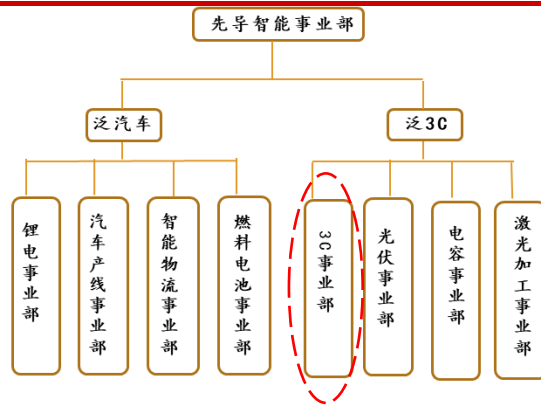 先导智能事业部
泛汽车
泛3C
锂电事业部
汽车产线事业部
智能物流事业部
燃料电池事业部
3C事业部
光伏事业部
电容事业部
激光加工事业部